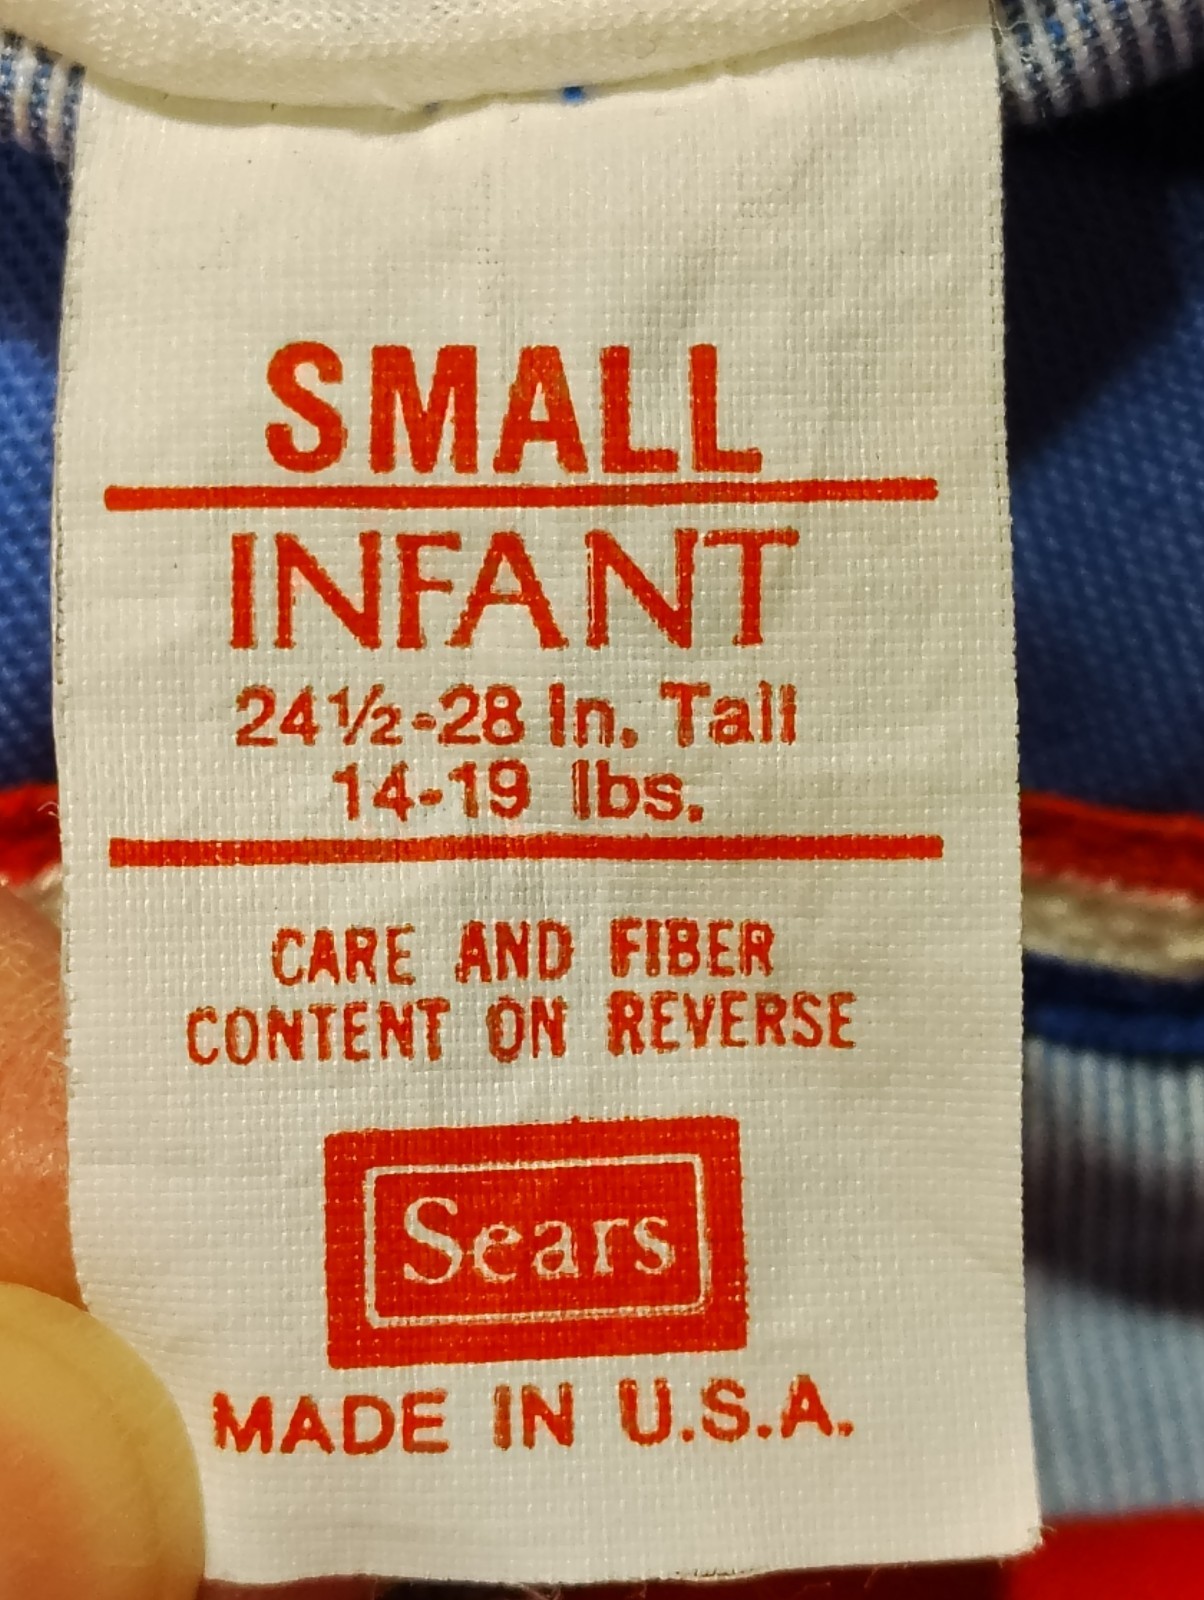 SMALL
INFANT
24½-28 In. Tall
14-19 lbs.
CARE AND FIBER
CONTENT ON REVERSE
Sears
MADE IN U.S.A.